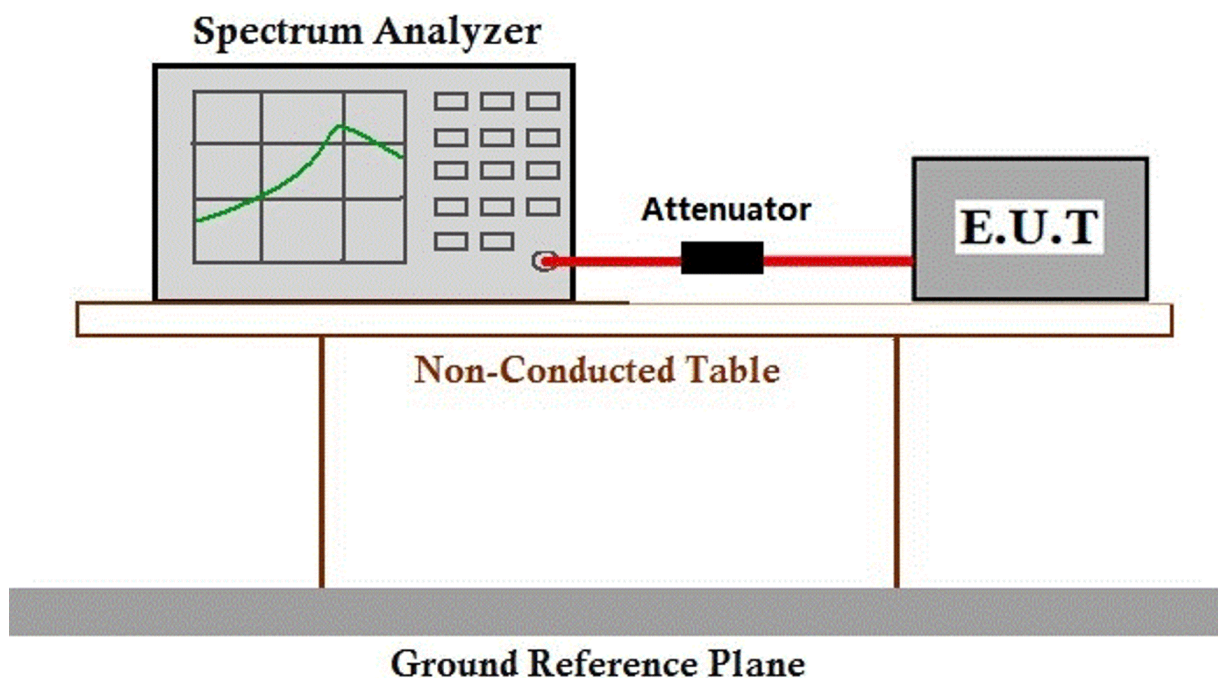 Spectrum Analyzer
Attenuator
E.U.T
Non-Conducted Table
Ground Reference Plane